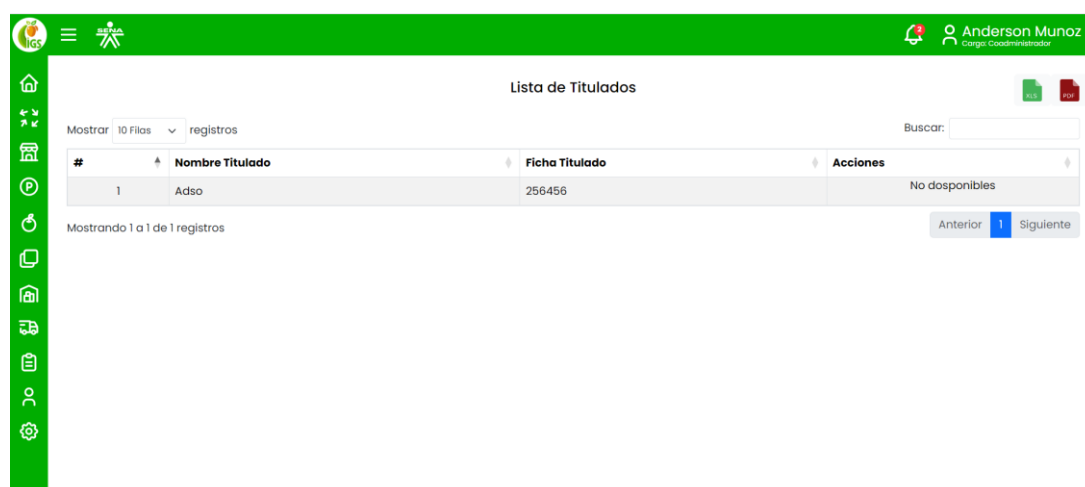 IGS
SENA
2
Anderson Munoz
Cargo: Coadministrador
Lista de Titulados
XLS PDF
Mostrar 10 Filas registros
Buscar:
# Nombre Titulado Ficha Titulado Acciones
1 Adso 256456 No dosponibles
Mostrando 1 a 1 de 1 registros
Anterior 1 Siguiente
P